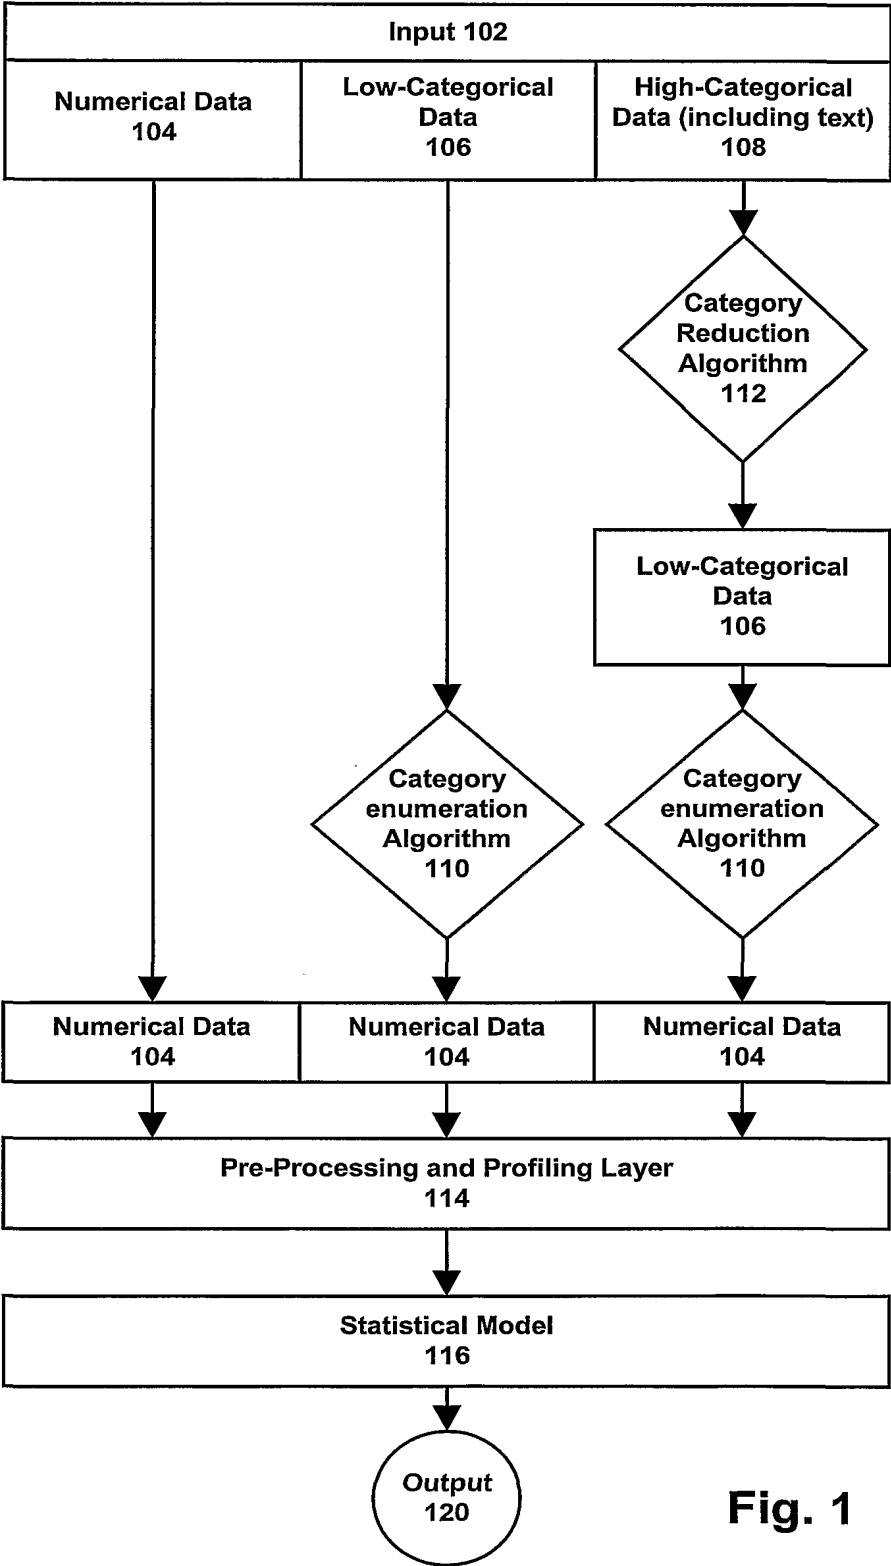 Input 102
Numerical Data
104
Low-Categorical
Data
106
High-Categorical
Data (including text)
108
Category
Reduction
Algorithm
112
Low-Categorical
Data
106
Category
enumeration
Algorithm
110
Category
enumeration
Algorithm
110
Numerical Data
104
Numerical Data
104
Numerical Data
104
Pre-Processing and Profiling Layer
114
Statistical Model
116
Output
120
Fig. 1